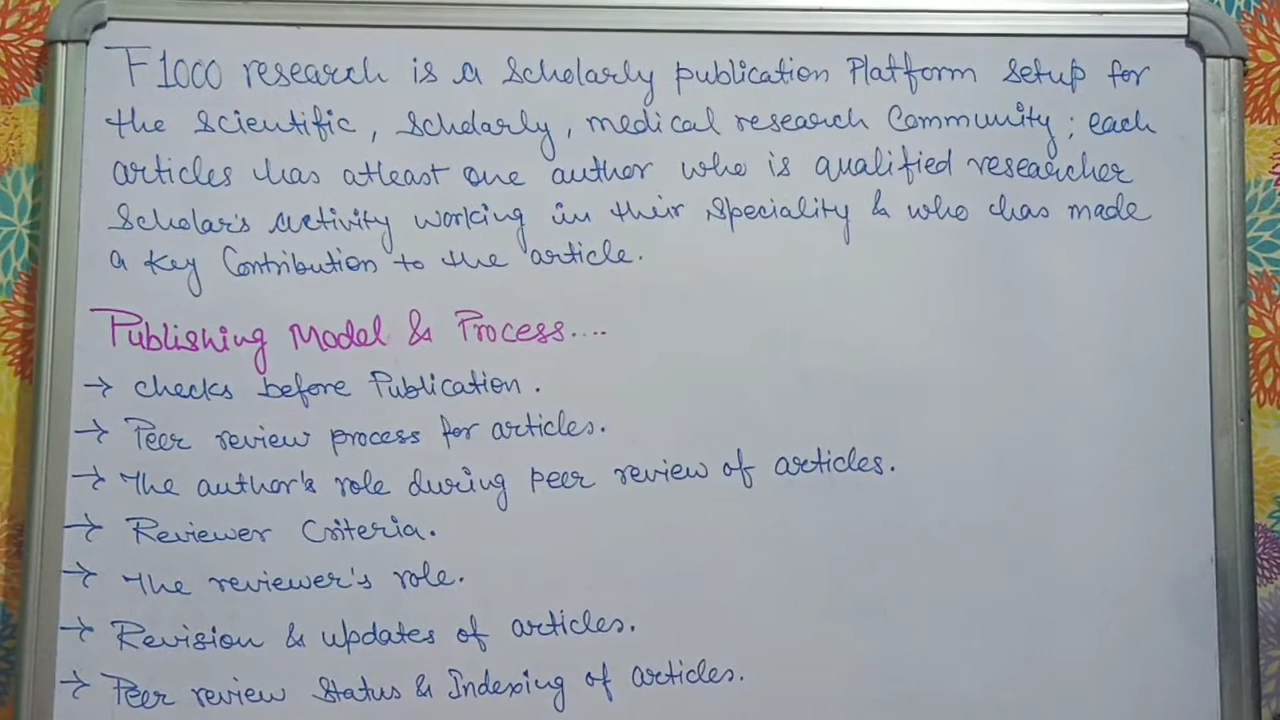 F1000 research is a Scholarly publication Platform setup for
the scientific, scholarly, medical research Community; each
articles has atleast one author who is qualified researcher
Scholar's activity working in their Speciality & who has made
a key Contribution to the article.
Publishing Model & Process....
→ checks before Publication.
→ Peer review process for articles.
→ The author's role during peer review of articles.
→ Reviewer Criteria.
→ The reviewer's role.
→ Revision & updates of articles.
→ Peer review Status & Indexing of articles.